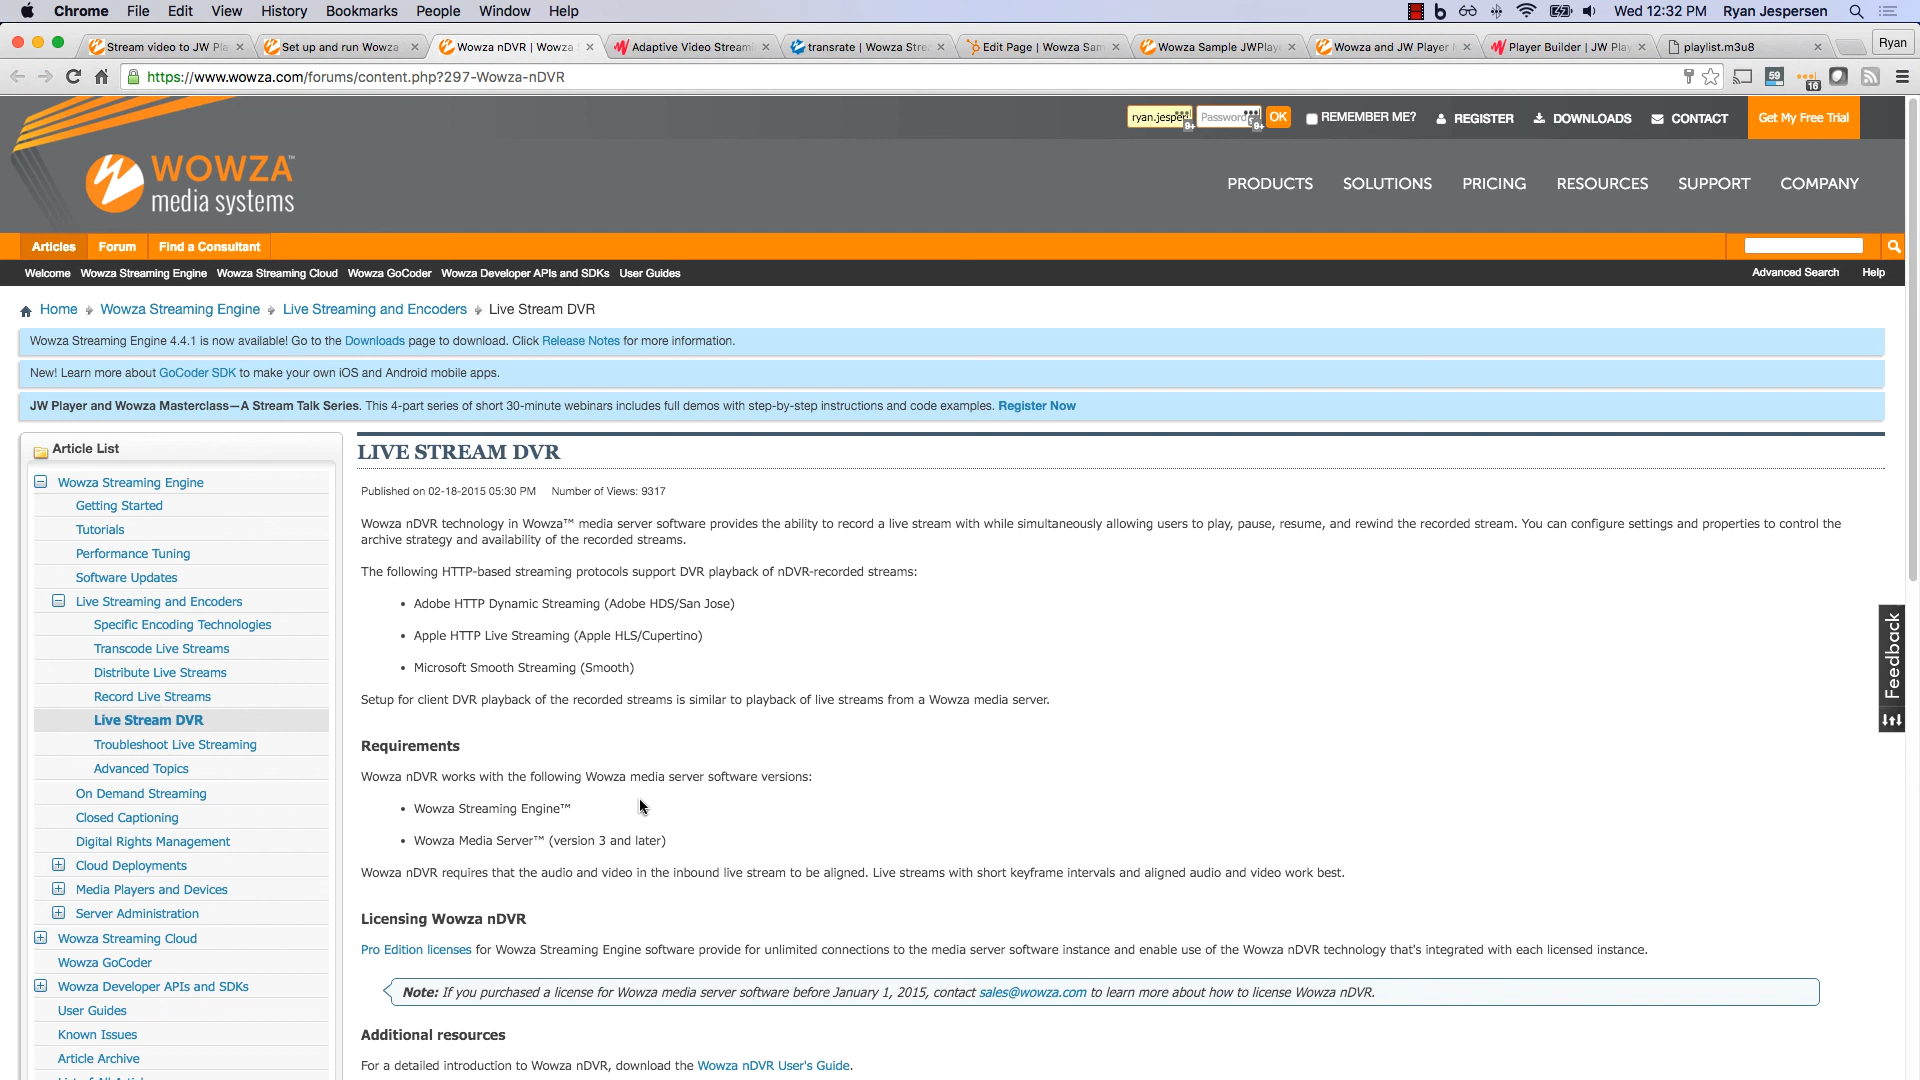 Chrome File Edit View History Bookmarks People Window Help Wed 12:32 PM Ryan Jespersen
Stream video to JW Pla Set up and run Wowza Wowza nDVR | Wowza Adaptive Video Streami transrate | Wowza Stre Edit Page | Wowza Sam Wowza Sample JWPlaye Wowza and JW Player Player Builder | JW Pla playlist.m3u8 Ryan
https://www.wowza.com/forums/content.php?297-Wowza-nDVR 59 16
ryan.jesper Password OK REMEMBER ME? REGISTER DOWNLOADS CONTACT Get My Free Trial
WOWZA™
media systems
PRODUCTS SOLUTIONS PRICING RESOURCES SUPPORT COMPANY
Articles Forum Find a Consultant
Welcome Wowza Streaming Engine Wowza Streaming Cloud Wowza GoCoder Wowza Developer APIs and SDKs User Guides Advanced Search Help
Home Wowza Streaming Engine Live Streaming and Encoders Live Stream DVR
Wowza Streaming Engine 4.4.1 is now available! Go to the Downloads page to download. Click Release Notes for more information.
New! Learn more about GoCoder SDK to make your own iOS and Android mobile apps.
JW Player and Wowza Masterclass—A Stream Talk Series. This 4-part series of short 30-minute webinars includes full demos with step-by-step instructions and code examples. Register Now
Article List
Wowza Streaming Engine
Getting Started
Tutorials
Performance Tuning
Software Updates
Live Streaming and Encoders
Specific Encoding Technologies
Transcode Live Streams
Distribute Live Streams
Record Live Streams
Live Stream DVR
Troubleshoot Live Streaming
Advanced Topics
On Demand Streaming
Closed Captioning
Digital Rights Management
Cloud Deployments
Media Players and Devices
Server Administration
Wowza Streaming Cloud
Wowza GoCoder
Wowza Developer APIs and SDKs
User Guides
Known Issues
Article Archive
LIVE STREAM DVR
Published on 02-18-2015 05:30 PM Number of Views: 9317
Wowza nDVR technology in Wowza™ media server software provides the ability to record a live stream with while simultaneously allowing users to play, pause, resume, and rewind the recorded stream. You can configure settings and properties to control the
archive strategy and availability of the recorded streams.
The following HTTP-based streaming protocols support DVR playback of nDVR-recorded streams:
• Adobe HTTP Dynamic Streaming (Adobe HDS/San Jose)
• Apple HTTP Live Streaming (Apple HLS/Cupertino)
• Microsoft Smooth Streaming (Smooth)
Setup for client DVR playback of the recorded streams is similar to playback of live streams from a Wowza media server.
Requirements
Wowza nDVR works with the following Wowza media server software versions:
• Wowza Streaming Engine™
• Wowza Media Server™ (version 3 and later)
Wowza nDVR requires that the audio and video in the inbound live stream to be aligned. Live streams with short keyframe intervals and aligned audio and video work best.
Licensing Wowza nDVR
Pro Edition licenses for Wowza Streaming Engine software provide for unlimited connections to the media server software instance and enable use of the Wowza nDVR technology that's integrated with each licensed instance.
Note: If you purchased a license for Wowza media server software before January 1, 2015, contact sales@wowza.com to learn more about how to license Wowza nDVR.
Additional resources
For a detailed introduction to Wowza nDVR, download the Wowza nDVR User's Guide.
Feedback